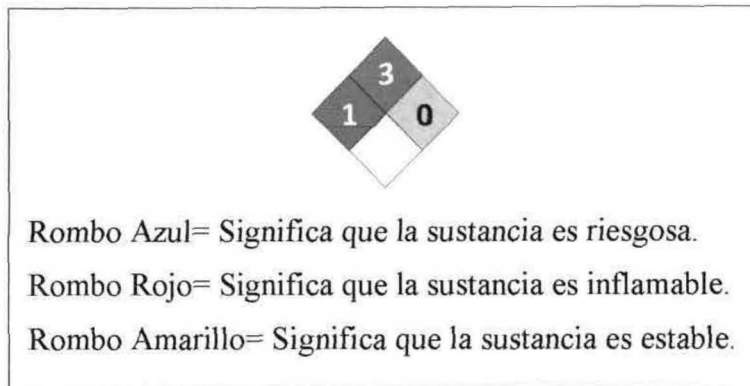 3
1 0
Rombo Azul= Significa que la sustancia es riesgosa.
Rombo Rojo= Significa que la sustancia es inflamable.
Rombo Amarillo= Significa que la sustancia es estable.